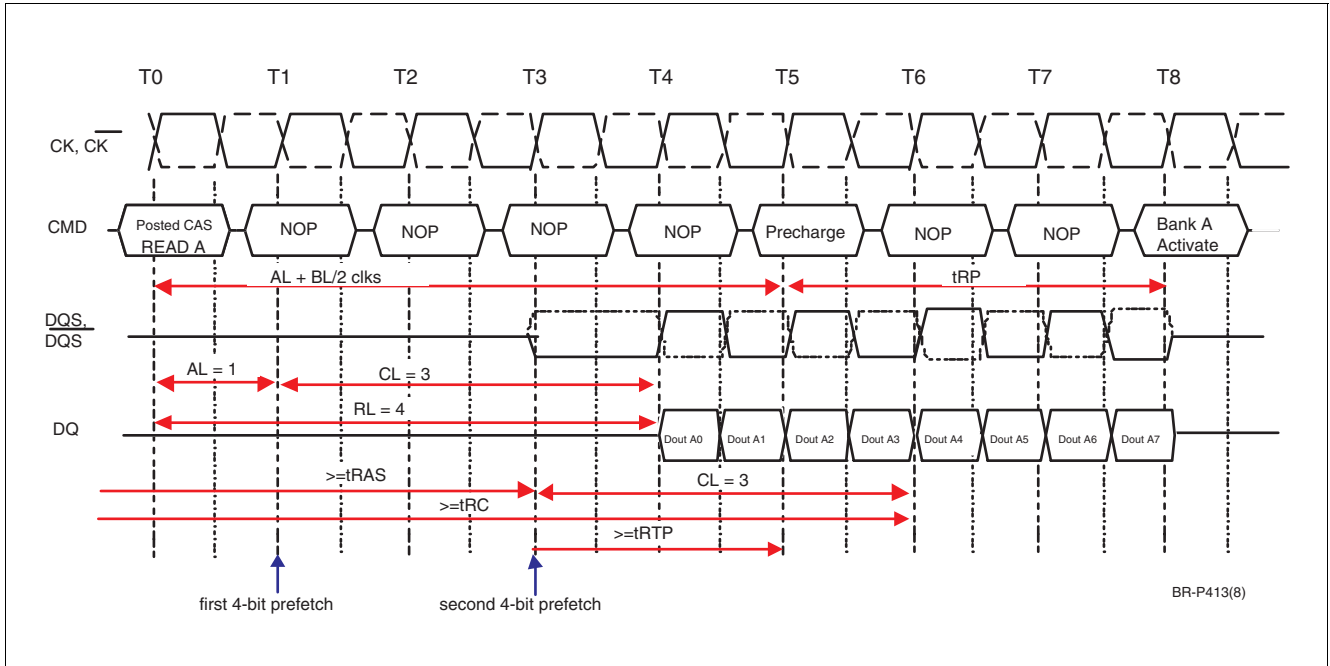 T0 T1 T2 T3 T4 T5 T6 T7 T8
CK, CK
CMD
Posted CAS
READ A
NOP
NOP
NOP
NOP
Precharge
NOP
NOP
Bank A
Activate
AL + BL/2 clks
tRP
DQS,
DQS
AL = 1
CL = 3
RL = 4
DQ
Dout A0 Dout A1 Dout A2 Dout A3 Dout A4 Dout A5 Dout A6 Dout A7
>=tRAS
CL = 3
>=tRC
>=tRTP
first 4-bit prefetch
second 4-bit prefetch
BR-P413(8)